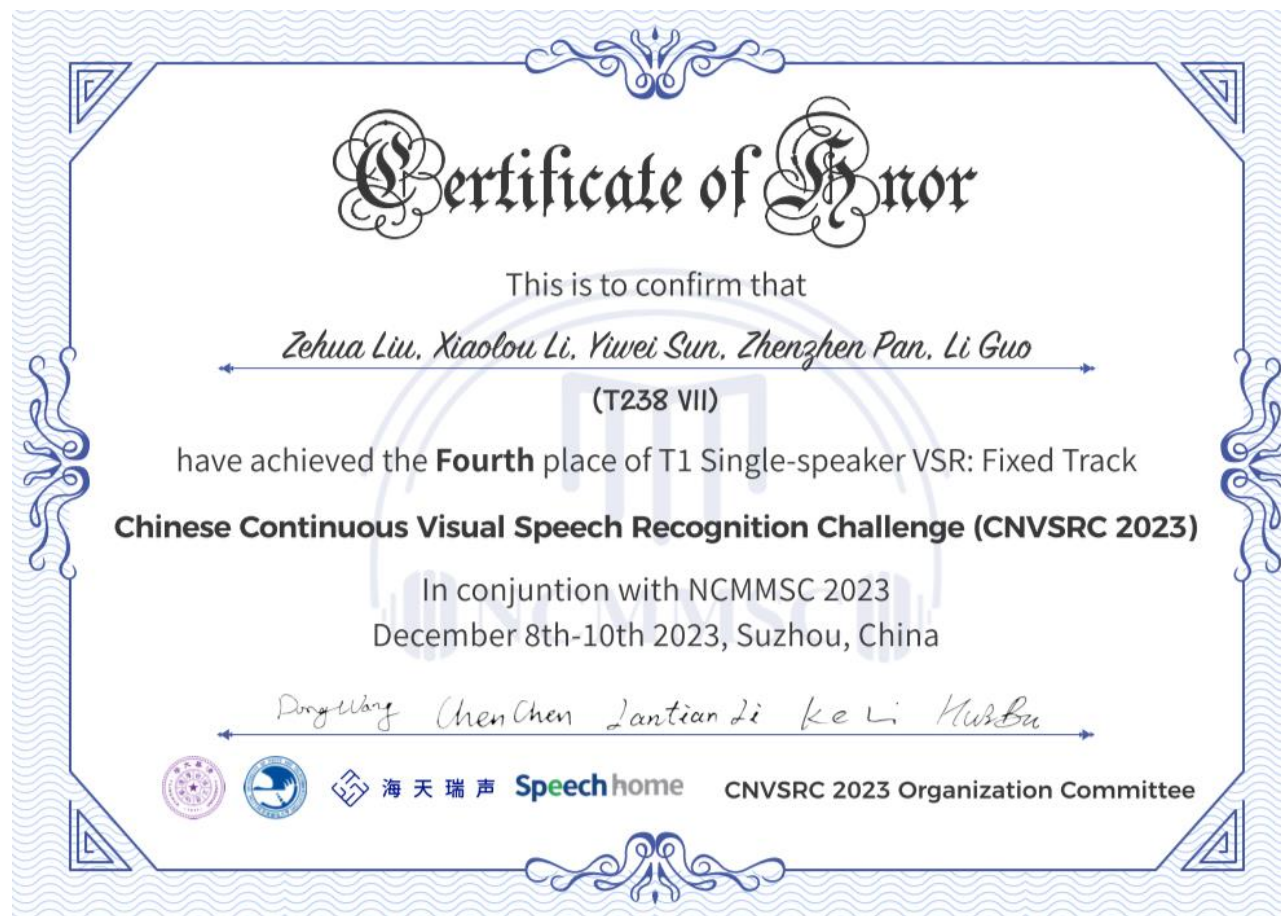 Certificate of Hnor
This is to confirm that
Zehua Liu, Xiaolou Li, Yiwei Sun, Zhenzhen Pan, Li Guo
(T238 VII)
have achieved the Fourth place of T1 Single-speaker VSR: Fixed Track
Chinese Continuous Visual Speech Recognition Challenge (CNVSRC 2023)
In conjuntion with NCMMSC 2023
NCMMSC
December 8th-10th 2023, Suzhou, China
Dong Wang Chen Chen Lantian Li Ke Li Hui Bu
海天瑞声 Speechhome CNVSRC 2023 Organization Committee